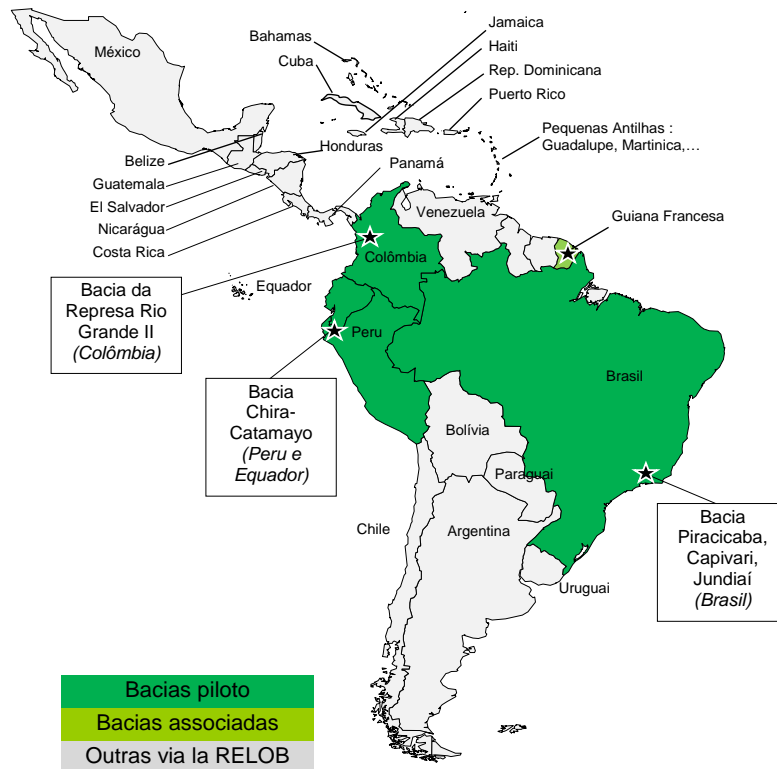 Jamaica
Bahamas
Haiti
México
Cuba
Rep. Dominicana
Puerto Rico
Pequenas Antilhas :
Guadalupe, Martinica,…
Honduras
Belize
Panamá
Guatemala
El Salvador
Venezuela
Nicarágua
Guiana Francesa
Costa Rica
Colômbia
Equador
Bacia da
Represa Rio
Grande II
(Colômbia)
Peru
Brasil
Bacia
Chira-
Catamayo
(Peru e
Equador)
Bolívia
Paraguai
Chile
Argentina
Bacia
Piracicaba,
Capivari,
Jundiaí
(Brasil)
Uruguai
Bacias piloto
Bacias associadas
Outras via la RELOB